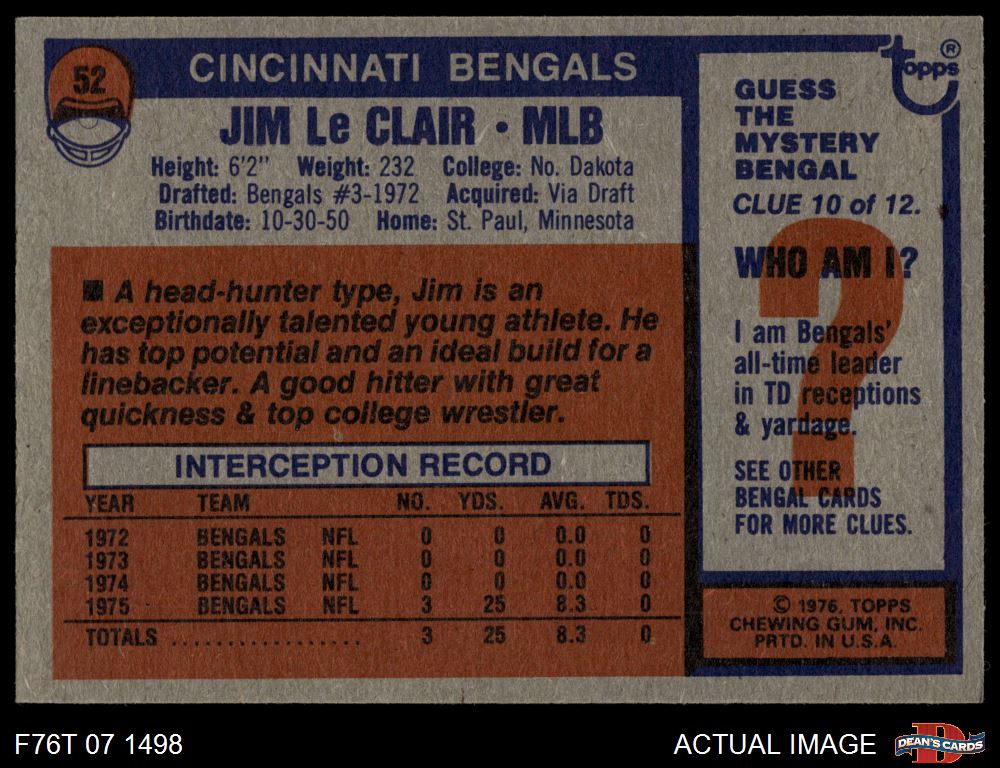 52
CINCINNATI BENGALS
JIM Le CLAIR • MLB
Height: 6'2" Weight: 232 College: No. Dakota
Drafted: Bengals #3-1972 Acquired: Via Draft
Birthdate: 10-30-50 Home: St. Paul, Minnesota
■ A head-hunter type, Jim is an
exceptionally talented young athlete. He
has top potential and an ideal build for a
linebacker. A good hitter with great
quickness & top college wrestler.
INTERCEPTION RECORD
YEAR TEAM NO. YDS. AVG. TDS.
1972 BENGALS NFL 0 0 0.0 0
1973 BENGALS NFL 0 0 0.0 0
1974 BENGALS NFL 0 0 0.0 0
1975 BENGALS NFL 3 25 8.3 0
TOTALS .................. 3 25 8.3 0
topps ®
GUESS
THE
MYSTERY
BENGAL
CLUE 10 of 12.
WHO AM I?
?
I am Bengals'
all-time leader
in TD receptions
& yardage.
SEE OTHER
BENGAL CARDS
FOR MORE CLUES.
© 1976, TOPPS
CHEWING GUM, INC.
PRTD. IN U.S.A.
F76T 07 1498
ACTUAL IMAGE
D
DEAN'S CARDS